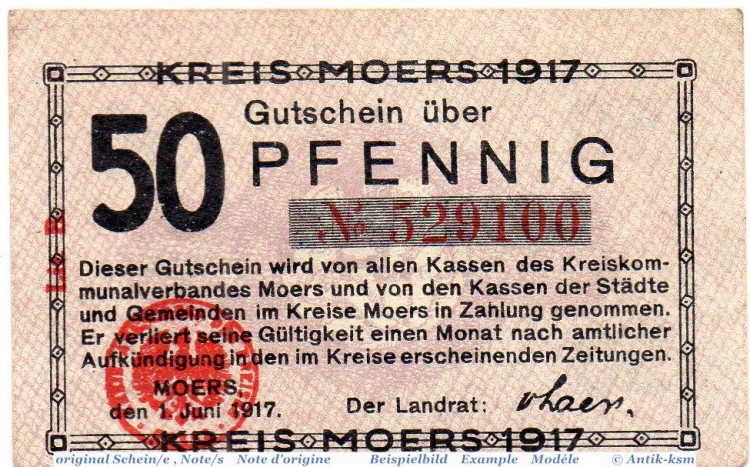 KREIS MOERS 1917
Gutschein über
50 PFENNIG
№ 529100
Lit. B
Dieser Gutschein wird von allen Kassen des Kreiskom-
munalverbandes Moers und von den Kassen der Städte
und Gemeinden im Kreise Moers in Zahlung genommen.
Er verliert seine Gültigkeit einen Monat nach amtlicher
Aufkündigung in den im Kreise erscheinenden Zeitungen.
MOERS,
den 1. Juni 1917. Der Landrat:
KREIS MOERS 1917
original Schein/e , Note/s Note d'origine Beispielbild Example Modéle © Antik-ksm